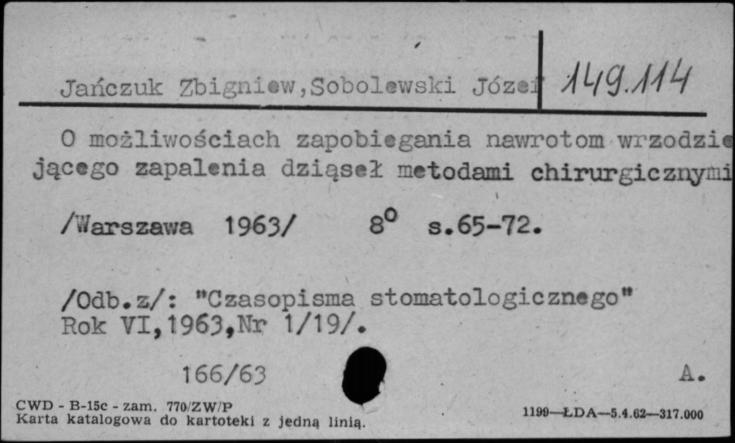 Jańczuk Zbigniew,Sobolewski Józef 149.114
O możliwościach zapobiegania nawrotom wrzodzie
jącego zapalenia dziąseł metodami chirurgicznymi
/Warszawa 1963/ 8° s.65-72.
/Odb.z/: "Czasopisma stomatologicznego"
Rok VI,1963,Nr 1/19/.
166/63 A.
CWD - B-15c - zam. 770/ZW/P 1199—ŁDA—5.4.62—317.000
Karta katalogowa do kartoteki z jedną linią.